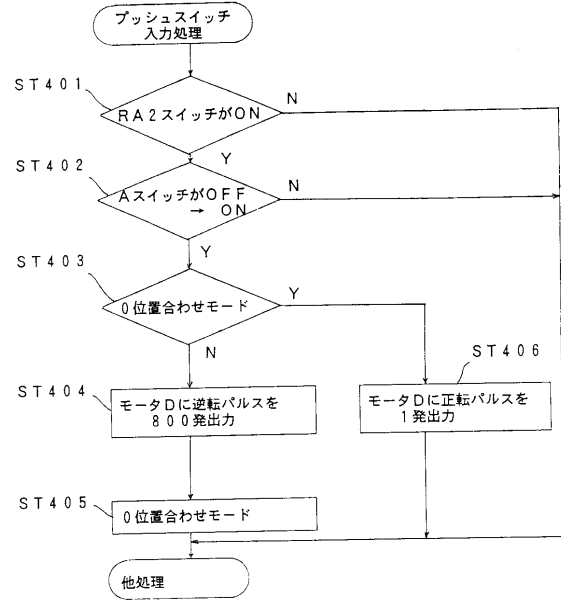 プッシュスイッチ
入力処理
ST401
RA2スイッチがON
N
Y
ST402
AスイッチがOFF
→ ON
N
Y
ST403
0位置合わせモード
Y
N
ST404
モータDに逆転パルスを
800発出力
ST406
モータDに正転パルスを
1発出力
ST405
0位置合わせモード
他処理